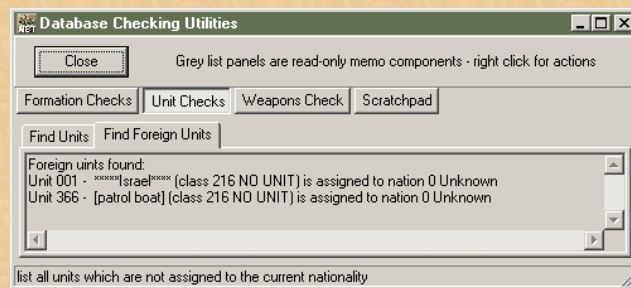 NET Database Checking Utilities
Close
Grey list panels are read-only memo components - right click for actions
Formation Checks Unit Checks Weapons Check Scratchpad
Find Units Find Foreign Units
Foreign uints found:
Unit 001 - *****Israel**** (class 216 NO UNIT) is assigned to nation 0 Unknown
Unit 366 - [patrol boat] (class 216 NO UNIT) is assigned to nation 0 Unknown
list all units which are not assigned to the current nationality